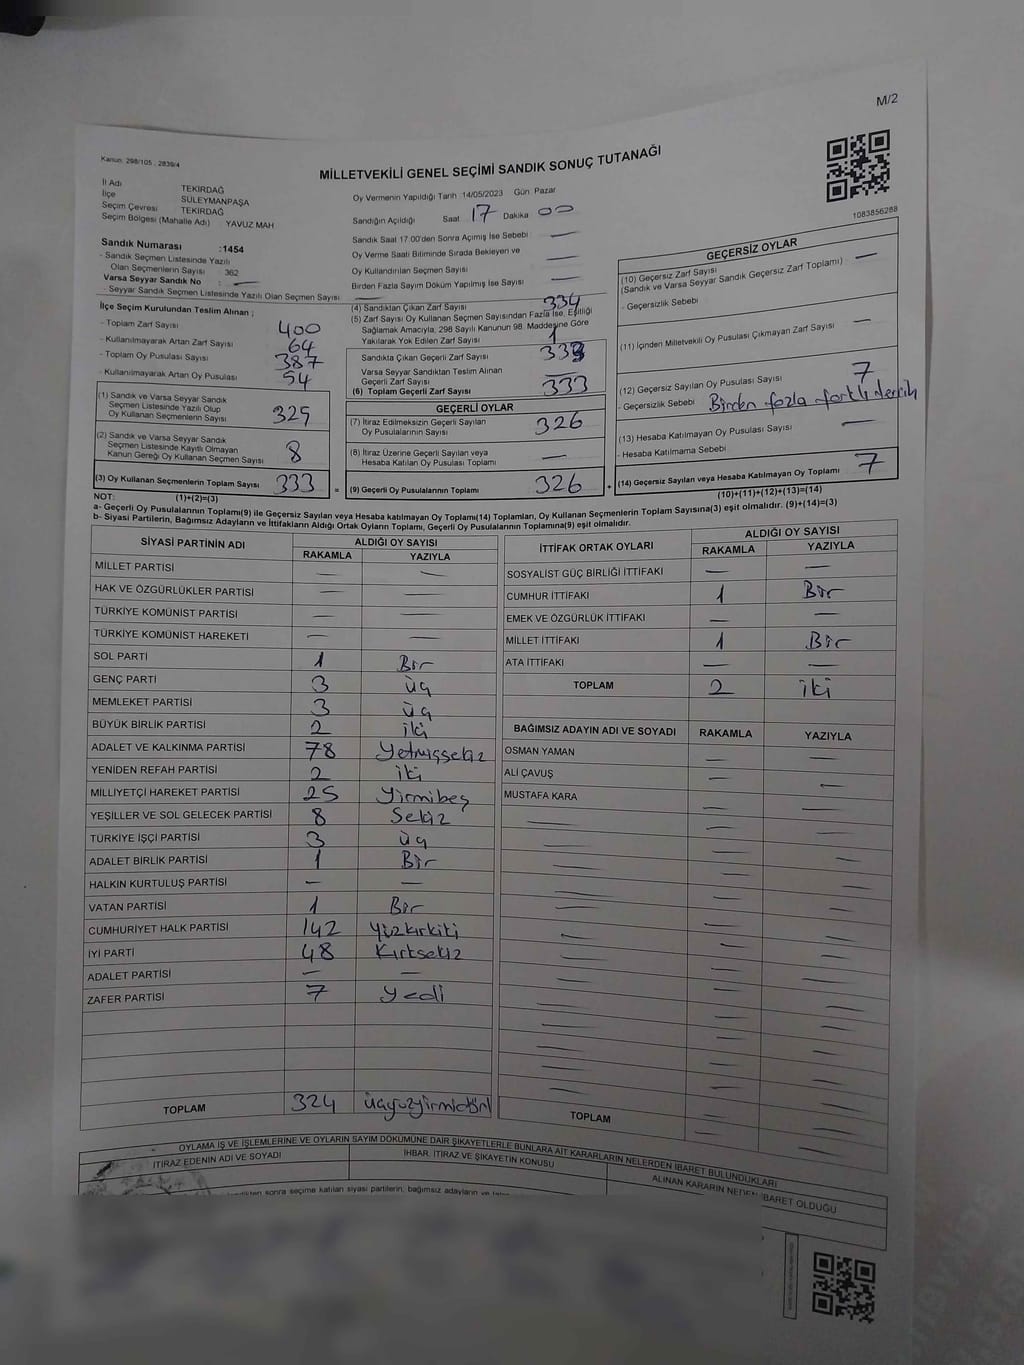 M/2
Kanun: 298/105 , 2839/4
MİLLETVEKİLİ GENEL SEÇİMİ SANDIK SONUÇ TUTANAĞI
1083856288
İl Adı TEKİRDAĞ
İlçe SÜLEYMANPAŞA
Seçim Çevresi TEKİRDAĞ
Seçim Bölgesi (Mahalle Adı) YAVUZ MAH
Sandık Numarası :1454
- Sandık Seçmen Listesinde Yazılı
Olan Seçmenlerin Sayısı : 362
Varsa Seyyar Sandık No : —
- Seyyar Sandık Seçmen Listesinde Yazılı Olan Seçmen Sayısı : —
Oy Vermenin Yapıldığı Tarih 14/05/2023 Gün Pazar
Sandığın Açıldığı Saat 17 Dakika 00
Sandık Saat 17:00'den Sonra Açmış İse Sebebi : —
Oy Verme Saati Bitiminde Sırada Bekleyen ve
Oy Kullandırılan Seçmen Sayısı —
Birden Fazla Sayım Döküm Yapılmış İse Sayısı —
İlçe Seçim Kurulundan Teslim Alınan ;
- Toplam Zarf Sayısı 400
- Kullanılmayarak Artan Zarf Sayısı 64
- Toplam Oy Pusulası Sayısı 387
- Kullanılmayarak Artan Oy Pusulası 54
(1) Sandık ve Varsa Seyyar Sandık
Seçmen Listesinde Yazılı Olup
Oy Kullanan Seçmenlerin Sayısı 325
(2) Sandık ve Varsa Seyyar Sandık
Seçmen Listesinde Kayıtlı Olmayan
Kanun Gereği Oy Kullanan Seçmen Sayısı 8
(3) Oy Kullanan Seçmenlerin Toplam Sayısı 333
(1)+(2)=(3)
(4) Sandıktan Çıkan Zarf Sayısı 334
(5) Zarf Sayısı Oy Kullanan Seçmen Sayısından Fazla İse, Eşitliği
Sağlamak Amacıyla, 298 Sayılı Kanunun 98. Maddesine Göre
Yakılarak Yok Edilen Zarf Sayısı 1
Sandıkta Çıkan Geçerli Zarf Sayısı 333
Varsa Seyyar Sandıktan Teslim Alınan
Geçerli Zarf Sayısı —
(6) Toplam Geçerli Zarf Sayısı 333
GEÇERLİ OYLAR
(7) İtiraz Edilmeksizin Geçerli Sayılan
Oy Pusulalarının Sayısı 326
(8) İtiraz Üzerine Geçerli Sayılan veya
Hesaba Katılan Oy Pusulası Toplamı —
= (9) Geçerli Oy Pusulalarının Toplamı 326 +
GEÇERSİZ OYLAR
(10) Geçersiz Zarf Sayısı
(Sandık ve Varsa Seyyar Sandık Geçersiz Zarf Toplamı) —
- Geçersizlik Sebebi :
(11) İçinden Milletvekili Oy Pusulası Çıkmayan Zarf Sayısı —
(12) Geçersiz Sayılan Oy Pusulası Sayısı 7
- Geçersizlik Sebebi : Birden fazla farklı tercih
(13) Hesaba Katılmayan Oy Pusulası Sayısı —
- Hesaba Katılmama Sebebi :
(14) Geçersiz Sayılan veya Hesaba Katılmayan Oy Toplamı 7
(10)+(11)+(12)+(13)=(14)
NOT:
a- Geçerli Oy Pusulalarının Toplamı(9) ile Geçersiz Sayılan veya Hesaba katılmayan Oy Toplamı(14) Toplamları, Oy Kullanan Seçmenlerin Toplam Sayısına(3) eşit olmalıdır. (9)+(14)=(3)
b- Siyasi Partilerin, Bağımsız Adayların ve İttifakların Aldığı Ortak Oyların Toplamı, Geçerli Oy Pusulalarının Toplamına(9) eşit olmalıdır.
SİYASİ PARTİNİN ADI ALDIĞI OY SAYISI
RAKAMLA YAZIYLA
MİLLET PARTİSİ — —
HAK VE ÖZGÜRLÜKLER PARTİSİ — —
TÜRKİYE KOMÜNİST PARTİSİ — —
TÜRKİYE KOMÜNİST HAREKETİ — —
SOL PARTİ 1 Bir
GENÇ PARTİ 3 üç
MEMLEKET PARTİSİ 3 üç
BÜYÜK BİRLİK PARTİSİ 2 iki
ADALET VE KALKINMA PARTİSİ 78 Yetmişsekiz
YENİDEN REFAH PARTİSİ 2 iki
MİLLİYETÇİ HAREKET PARTİSİ 25 Yirmibeş
YEŞİLLER VE SOL GELECEK PARTİSİ 8 Sekiz
TÜRKİYE İŞÇİ PARTİSİ 3 üç
ADALET BİRLİK PARTİSİ 1 Bir
HALKIN KURTULUŞ PARTİSİ — —
VATAN PARTİSİ 1 Bir
CUMHURİYET HALK PARTİSİ 142 Yüzkırkiki
İYİ PARTİ 48 Kırksekiz
ADALET PARTİSİ — —
ZAFER PARTİSİ 7 Yedi
TOPLAM 324 üçyüzyirmidört
İTTİFAK ORTAK OYLARI ALDIĞI OY SAYISI
RAKAMLA YAZIYLA
SOSYALİST GÜÇ BİRLİĞİ İTTİFAKI — —
CUMHUR İTTİFAKI 1 Bir
EMEK VE ÖZGÜRLÜK İTTİFAKI — —
MİLLET İTTİFAKI 1 Bir
ATA İTTİFAKI — —
TOPLAM 2 iki
BAĞIMSIZ ADAYIN ADI VE SOYADI RAKAMLA YAZIYLA
OSMAN YAMAN — —
ALİ ÇAVUŞ — —
MUSTAFA KARA — —
TOPLAM — —
OYLAMA İŞ VE İŞLEMLERİNE VE OYLARIN SAYIM DÖKÜMÜNE DAİR ŞİKAYETLERLE BUNLARA AİT KARARLARIN NELERDEN İBARET BULUNDUKLARI
İTİRAZ EDENİN ADI VE SOYADI İHBAR, İTİRAZ VE ŞİKAYETİN KONUSU ALINAN KARARIN NEDEN İBARET OLDUĞU
sonra seçime katılan siyasi partilerin, bağımsız adayların ve